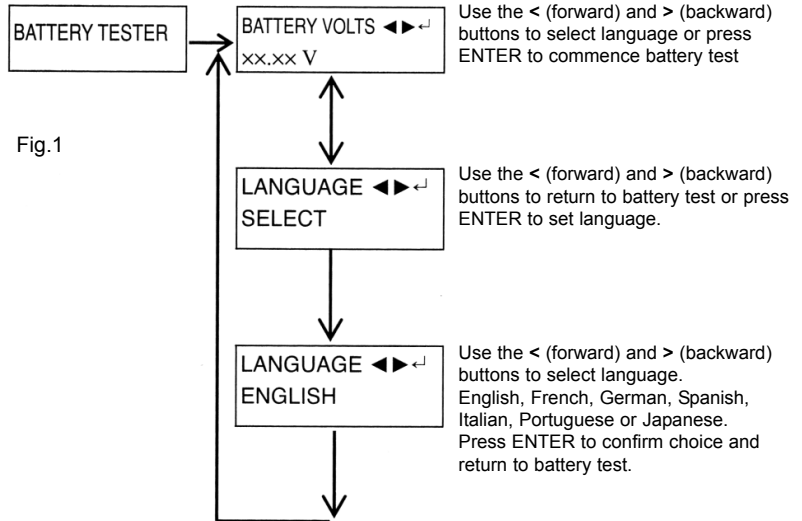 BATTERY TESTER
BATTERY VOLTS ◀▶↵
××.×× V
Use the < (forward) and > (backward)
buttons to select language or press
ENTER to commence battery test
Fig.1
LANGUAGE ◀▶↵
SELECT
Use the < (forward) and > (backward)
buttons to return to battery test or press
ENTER to set language.
LANGUAGE ◀▶↵
ENGLISH
Use the < (forward) and > (backward)
buttons to select language.
English, French, German, Spanish,
Italian, Portuguese or Japanese.
Press ENTER to confirm choice and
return to battery test.